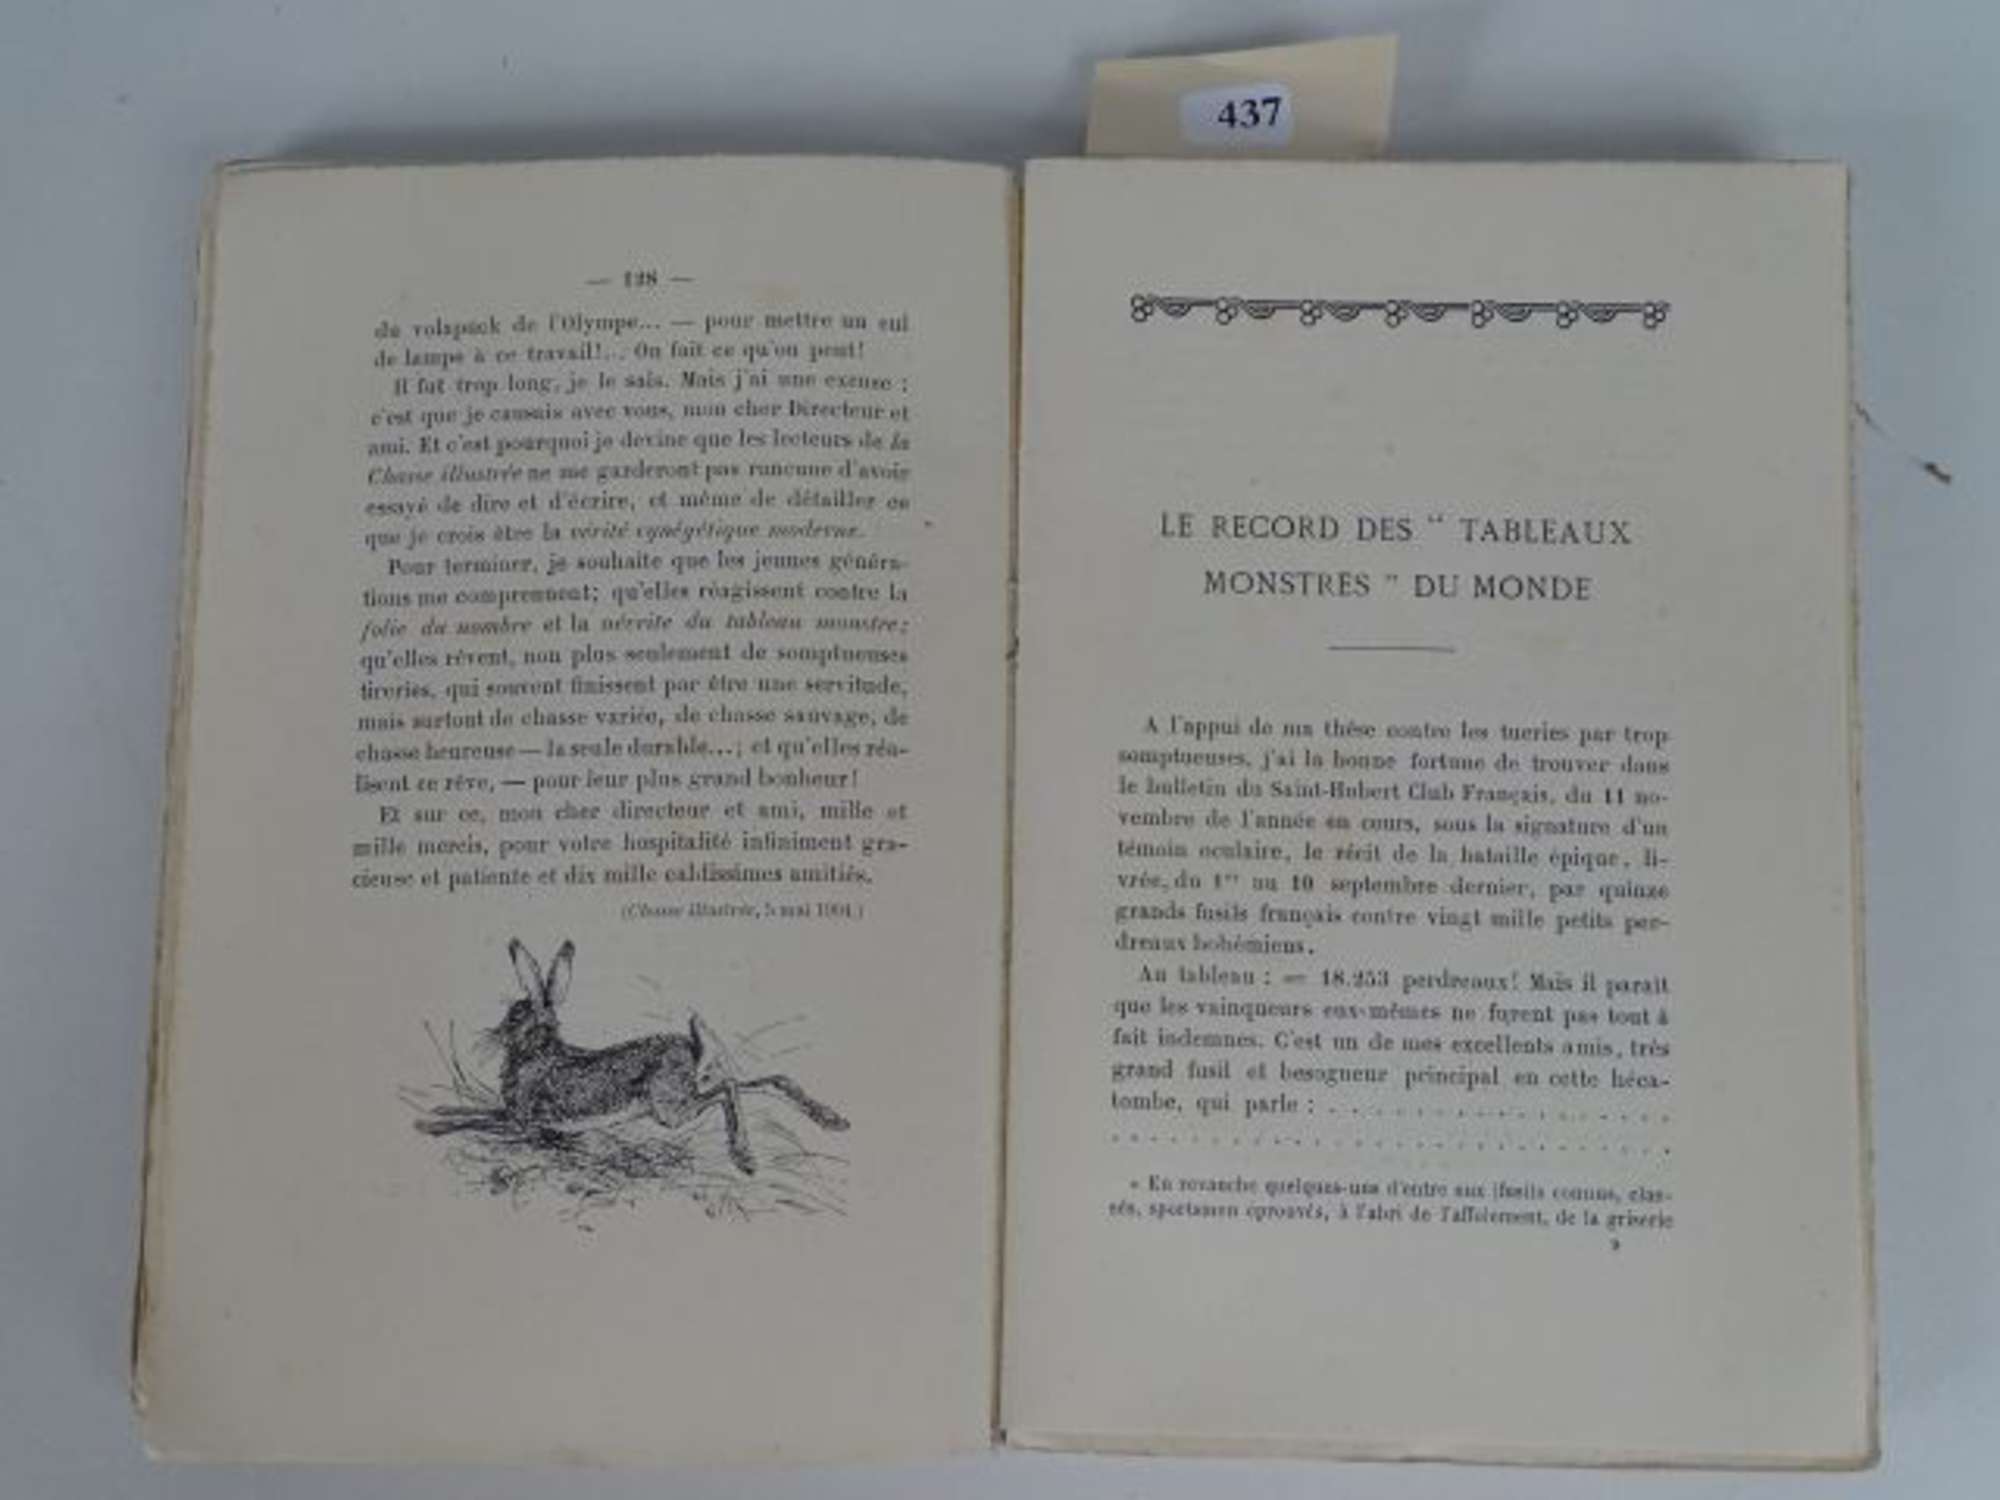 437
— 128 —
du volapuck de l'Olympe... — pour mettre un cul
de lampe à ce travail!... On fait ce qu'on peut!
Il fut trop long, je le sais. Mais j'ai une excuse :
c'est que je causais avec vous, mon cher Directeur et
ami. Et c'est pourquoi je devine que les lecteurs de la
Chasse illustrée ne me garderont pas rancune d'avoir
essayé de dire et d'écrire, et même de détailler ce
que je crois être la vérité cynégétique moderne.
Pour terminer, je souhaite que les jeunes généra-
tions me comprennent; qu'elles réagissent contre la
folie du nombre et la névrite du tableau monstre;
qu'elles rêvent, non plus seulement de somptueuses
tireries, qui souvent finissent par être une servitude,
mais surtout de chasse variée, de chasse sauvage, de
chasse heureuse — la seule durable...; et qu'elles réa-
lisent ce rêve, — pour leur plus grand bonheur!
Et sur ce, mon cher directeur et ami, mille et
mille mercis, pour votre hospitalité infiniment gra-
cieuse et patiente et dix mille caldissimes amitiés.
(Chasse illustrée, 5 mai 1904.)
LE RECORD DES " TABLEAUX
MONSTRES " DU MONDE
A l'appui de ma thèse contre les tueries par trop
somptueuses, j'ai la bonne fortune de trouver dans
le bulletin du Saint-Hubert Club Français, du 11 no-
vembre de l'année en cours, sous la signature d'un
témoin oculaire, le récit de la bataille épique, li-
vrée, du 1er au 10 septembre dernier, par quinze
grands fusils français contre vingt mille petits per-
dreaux bohémiens.
Au tableau : — 18.253 perdreaux! Mais il paraît
que les vainqueurs eux-mêmes ne furent pas tout à
fait indemnes. C'est un de mes excellents amis, très
grand fusil et besogneur principal en cette héca-
tombe, qui parle : . . . . . . . . . . . . . . . .
. . . . . . . . . . . . . . . . . . . . . . . . .
« En revanche quelques-uns d'entre eux (fusils connus, clas-
sés, sportsmen éprouvés, à l'abri de l'affolement, de la griserie
9